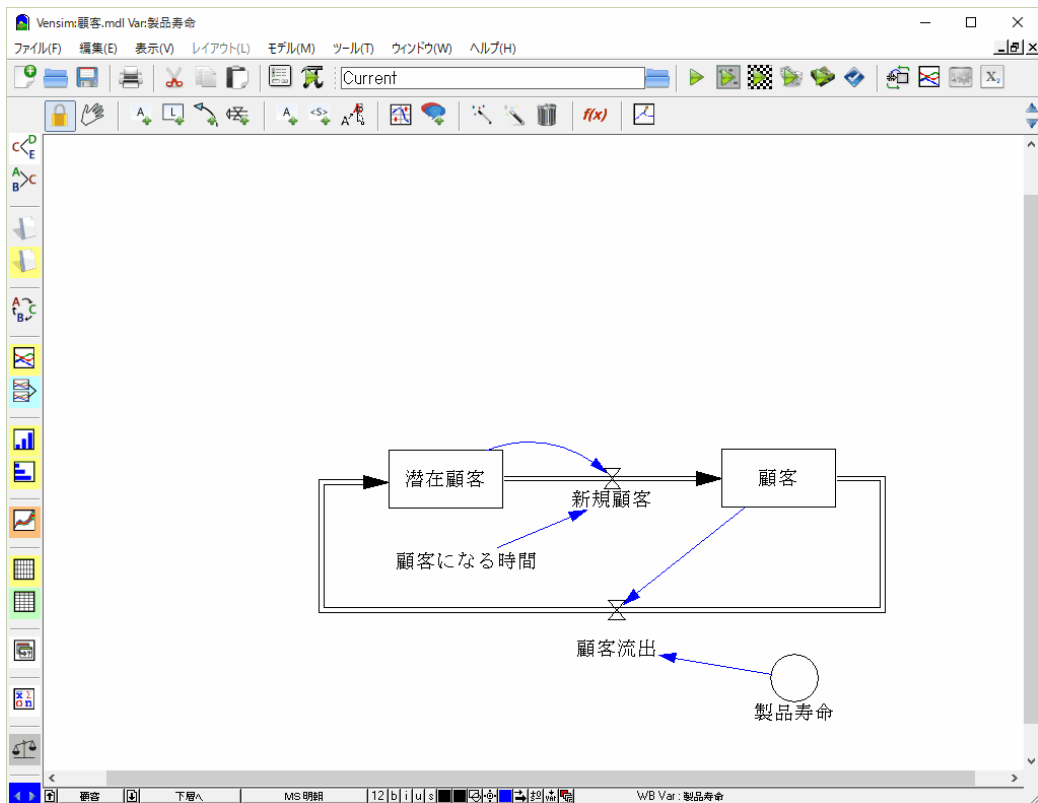 Vensim:顧客.mdl Var:製品寿命
ファイル(F) 編集(E) 表示(V) レイアウト(L) モデル(M) ツール(T) ウィンドウ(W) ヘルプ(H)
Current
潜在顧客
顧客
新規顧客
顧客になる時間
顧客流出
製品寿命
顧客 下層へ MS 明朝 12 b i u s WB Var : 製品寿命